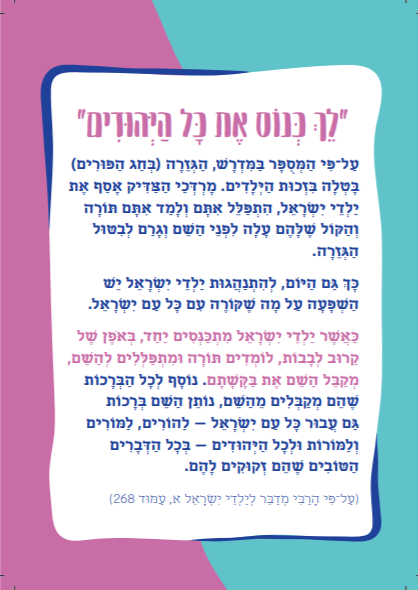 "לֵךְ כְּנוֹס אֶת כָּל הַיְּהוּדִים"
עַל־פִּי הַמְּסֻפָּר בַּמִּדְרָשׁ, הַגְּזֵרָה (בְּחַג הַפּוּרִים)
בָּטְלָה בִּזְכוּת הַיְּלָדִים. מָרְדְּכַי הַצַּדִּיק אָסַף אֶת
יַלְדֵי יִשְׂרָאֵל, הִתְפַּלֵּל אִתָּם וְלָמַד אִתָּם תּוֹרָה
וְהַקּוֹל שֶׁלָּהֶם עָלָה לִפְנֵי הַשֵּׁם וְגָרַם לְבִטּוּל
הַגְּזֵרָה.
כָּךְ גַּם הַיּוֹם, לְהִתְנַהֲגוּת יַלְדֵי יִשְׂרָאֵל יֵשׁ
הַשְׁפָּעָה עַל מָה שֶׁקּוֹרֶה עִם כָּל עַם יִשְׂרָאֵל.
כַּאֲשֶׁר יַלְדֵי יִשְׂרָאֵל מִתְכַּנְּסִים יַחַד, בְּאֹפֶן שֶׁל
קֵרוּב לְבָבוֹת, לוֹמְדִים תּוֹרָה וּמִתְפַּלְּלִים לְהַשֵּׁם,
מְקַבֵּל הַשֵּׁם אֶת בַּקָּשָׁתָם. נוֹסָף לְכָל הַבְּרָכוֹת
שֶׁהֵם מְקַבְּלִים מֵהַשֵּׁם, נוֹתֵן הַשֵּׁם בְּרָכוֹת
גַּם עֲבוּר כָּל עַם יִשְׂרָאֵל – לַהוֹרִים, לַמּוֹרִים
וְלַמּוֹרוֹת וּלְכָל הַיְּהוּדִים – בְּכָל הַדְּבָרִים
הַטּוֹבִים שֶׁהֵם זְקוּקִים לָהֶם.
(עַל־פִּי הָרַבִּי מְדַבֵּר לְיַלְדֵי יִשְׂרָאֵל א, עַמּוּד 268)